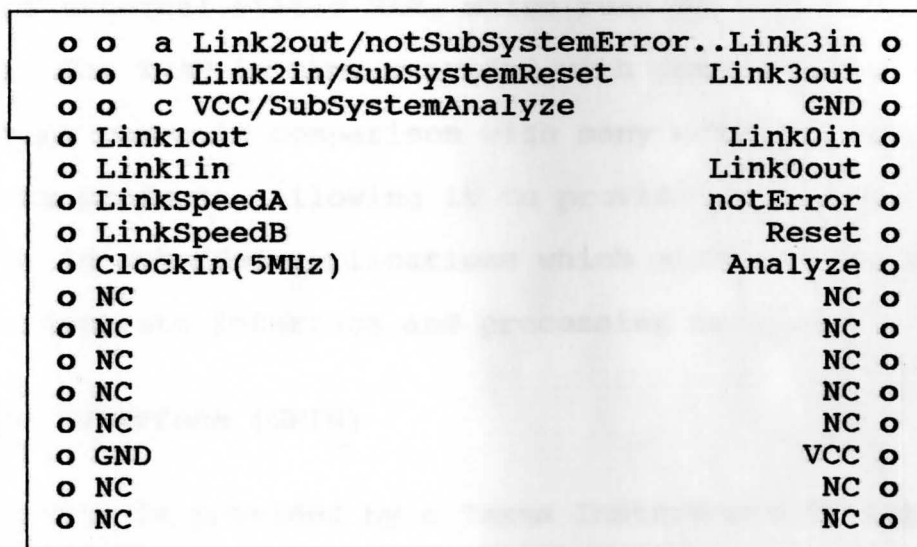 o o a Link2out/notSubSystemError..Link3in o
o o b Link2in/SubSystemReset Link3out o
o o c VCC/SubSystemAnalyze GND o
o Link1out Link0in o
o Link1in Link0out o
o LinkSpeedA notError o
o LinkSpeedB Reset o
o ClockIn(5MHz) Analyze o
o NC NC o
o NC NC o
o NC NC o
o NC NC o
o NC NC o
o GND VCC o
o NC NC o
o NC NC o